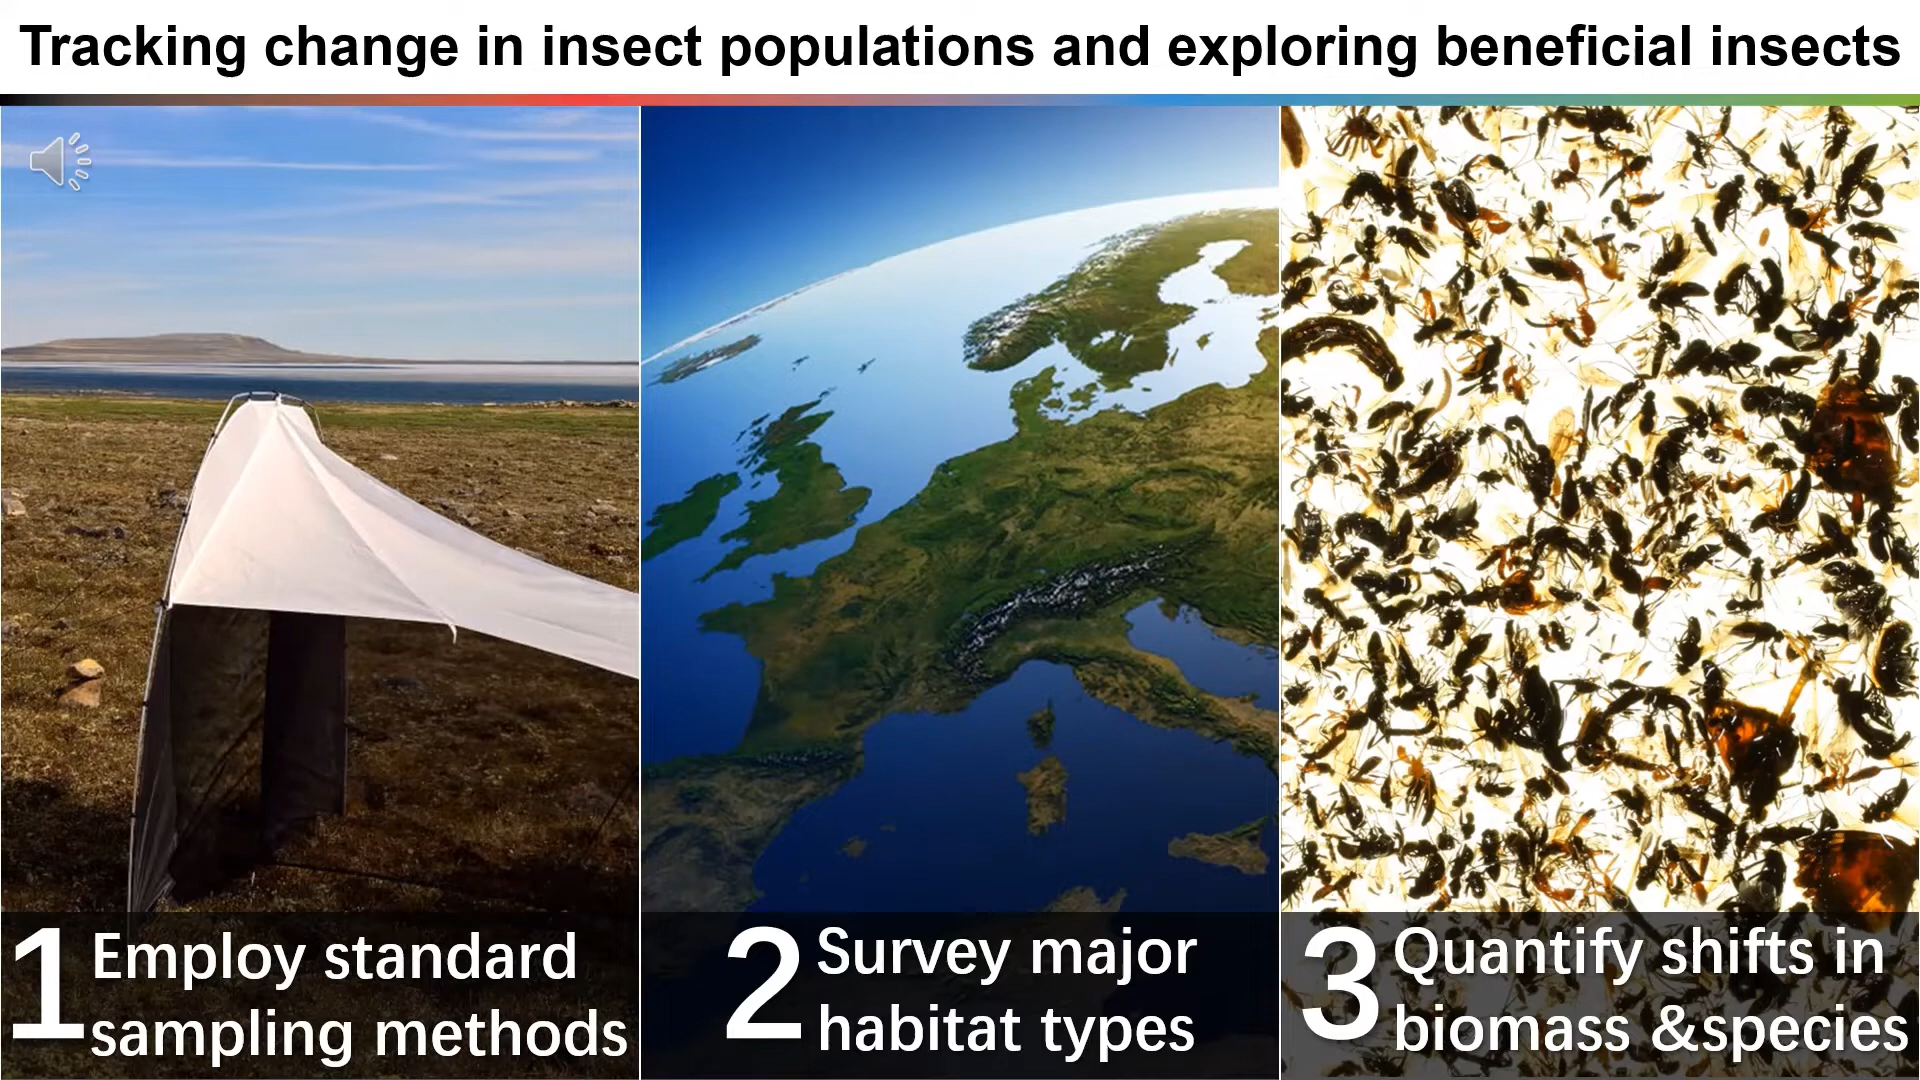 Tracking change in insect populations and exploring beneficial insects
1 Employ standard
sampling methods
2 Survey major
habitat types
3 Quantify shifts in
biomass &species